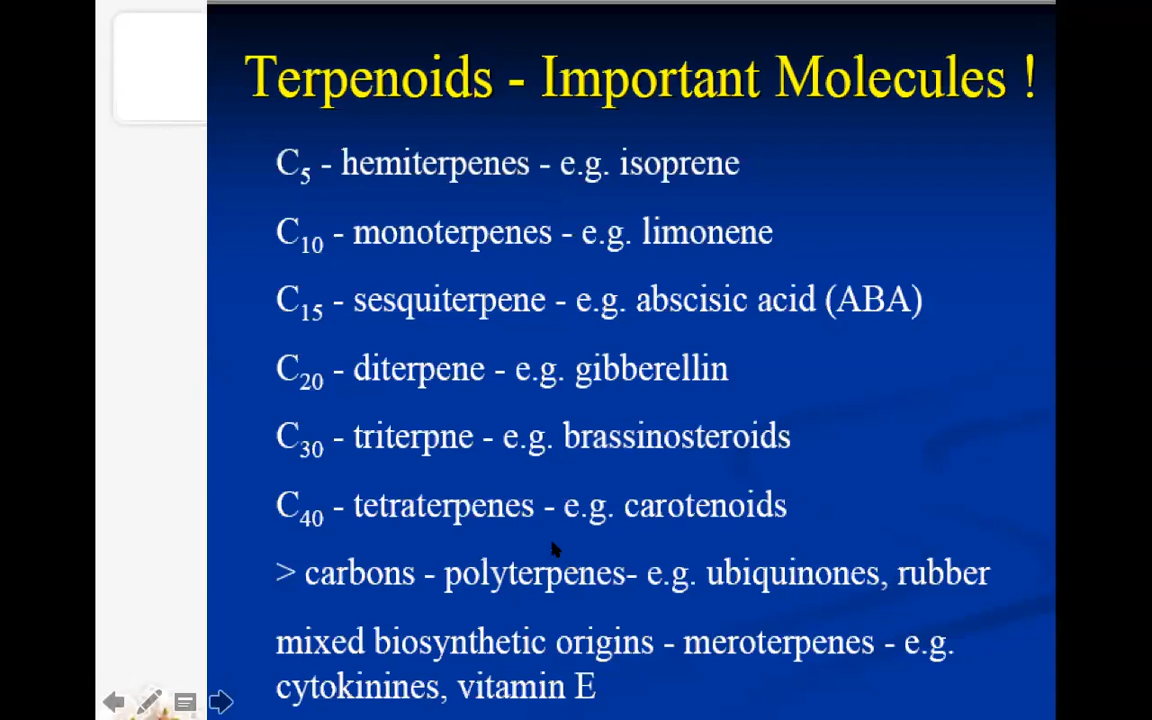 Terpenoids - Important Molecules !
C5 - hemiterpenes - e.g. isoprene
C10 - monoterpenes - e.g. limonene
C15 - sesquiterpene - e.g. abscisic acid (ABA)
C20 - diterpene - e.g. gibberellin
C30 - triterpne - e.g. brassinosteroids
C40 - tetraterpenes - e.g. carotenoids
> carbons - polyterpenes- e.g. ubiquinones, rubber
mixed biosynthetic origins - meroterpenes - e.g.
cytokinines, vitamin E